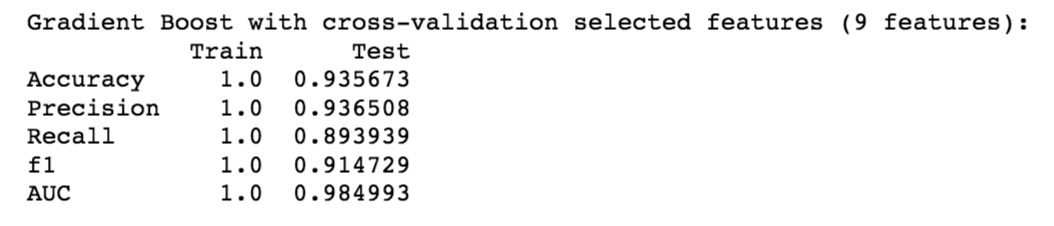 Gradient Boost with cross-validation selected features (9 features):
Train Test
Accuracy 1.0 0.935673
Precision 1.0 0.936508
Recall 1.0 0.893939
f1 1.0 0.914729
AUC 1.0 0.984993